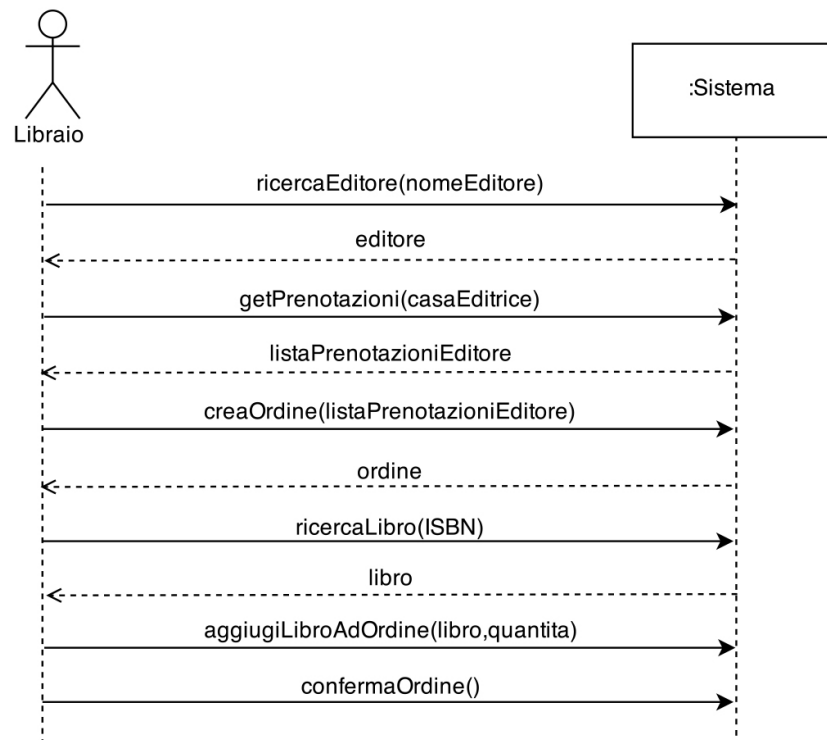 Libraio
:Sistema
ricercaEditore(nomeEditore)
editore
getPrenotazioni(casaEditrice)
listaPrenotazioniEditore
creaOrdine(listaPrenotazioniEditore)
ordine
ricercaLibro(ISBN)
libro
aggiugiLibroAdOrdine(libro,quantita)
confermaOrdine()